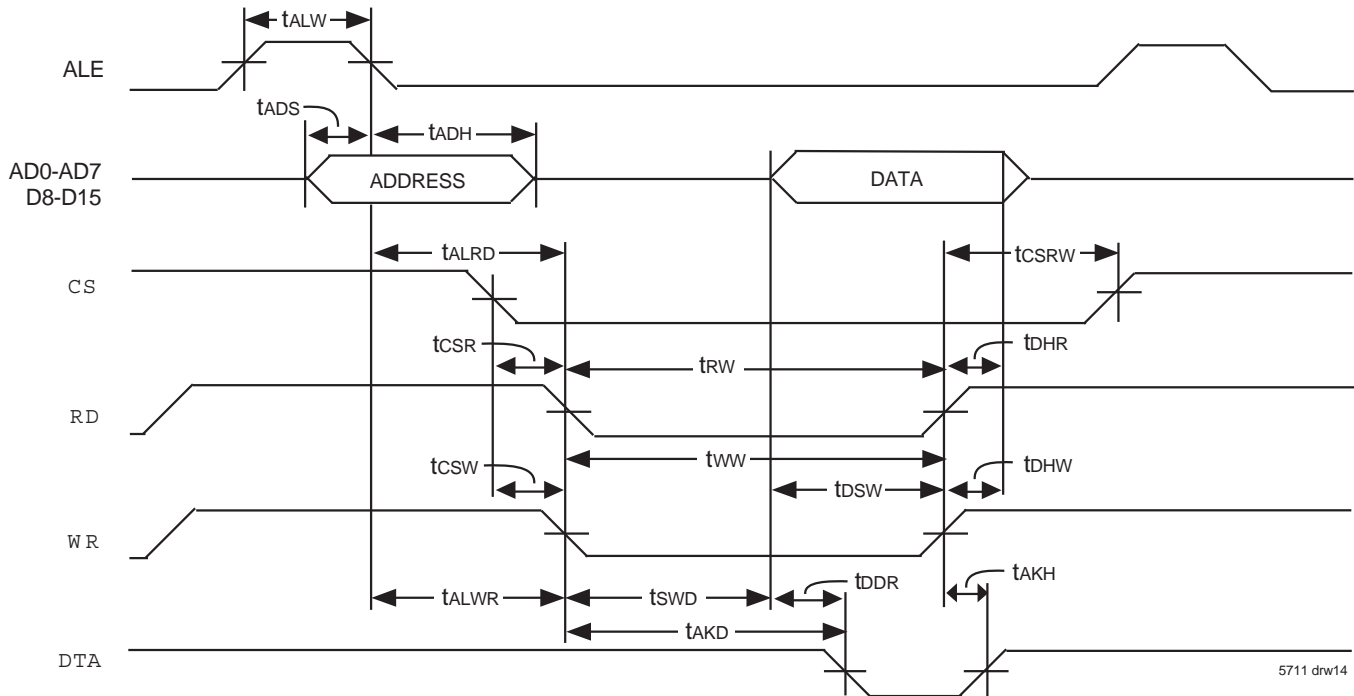 tALW
ALE
tADS
tADH
AD0-AD7
D8-D15
ADDRESS
DATA
tALRD
tCSRW
CS
tCSR
tRW
tDHR
RD
tCSW
tWW
tDHW
tDSW
WR
tDDR
tAKH
tALWR
tSWD
tAKD
DTA
5711 drw14